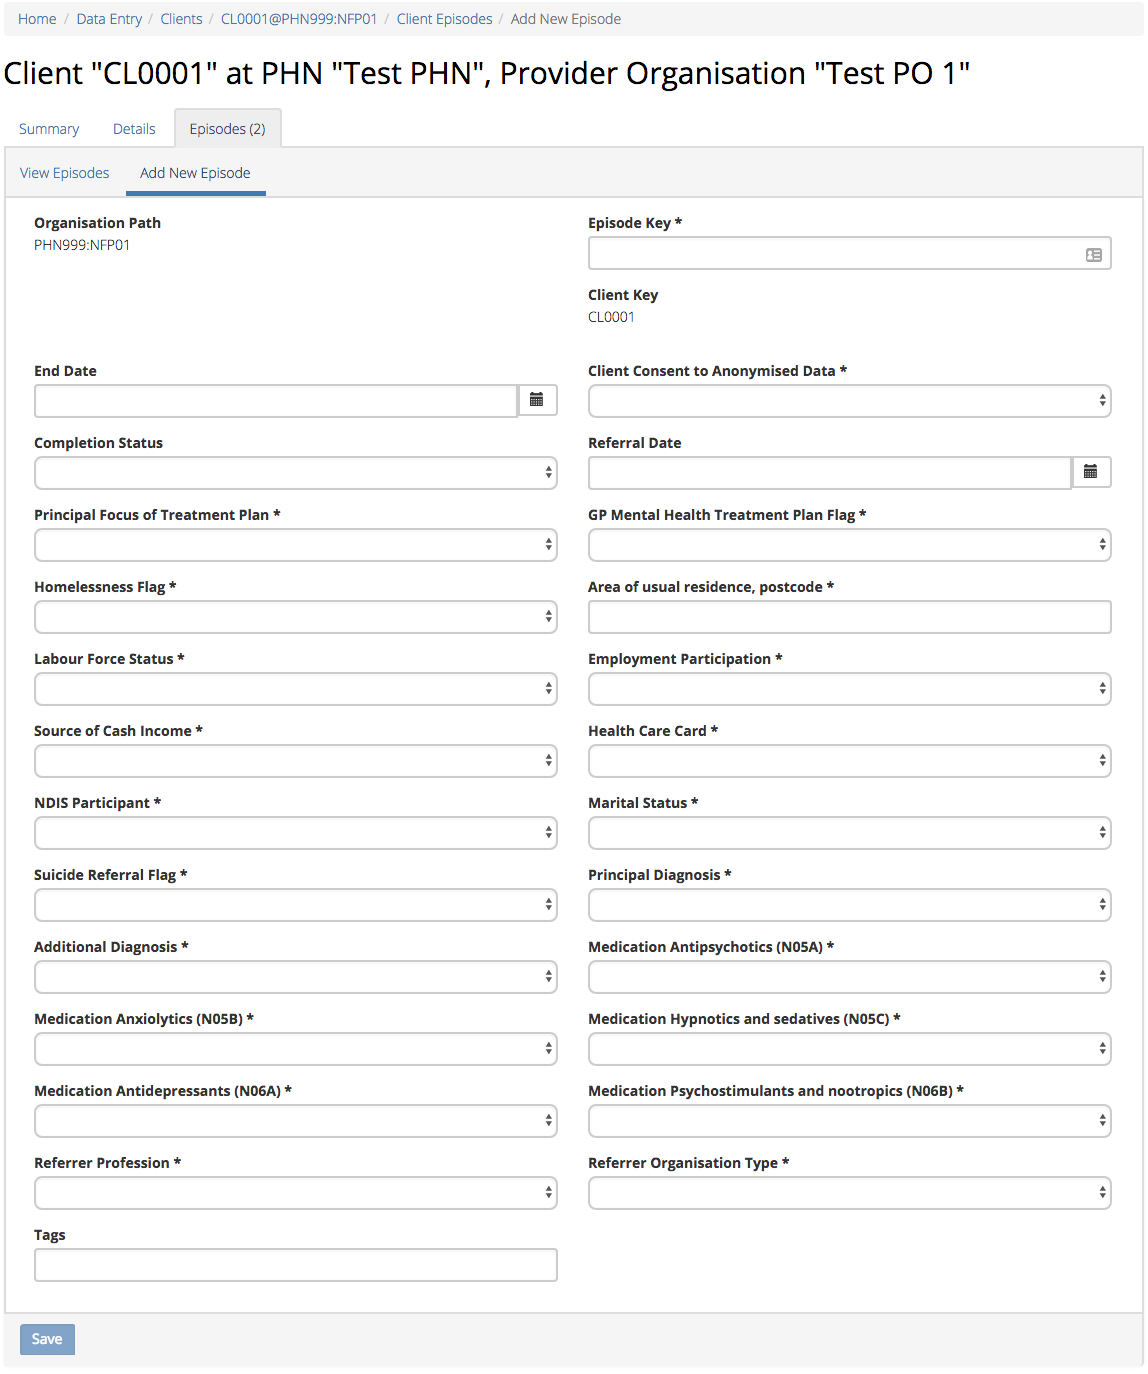 Home / Data Entry / Clients / CL0001@PHN999:NFP01 / Client Episodes / Add New Episode
Client "CL0001" at PHN "Test PHN", Provider Organisation "Test PO 1"
Summary Details Episodes (2)
View Episodes Add New Episode
Organisation Path
PHN999:NFP01
Episode Key *
Client Key
CL0001
End Date
Client Consent to Anonymised Data *
Completion Status
Referral Date
Principal Focus of Treatment Plan *
GP Mental Health Treatment Plan Flag *
Homelessness Flag *
Area of usual residence, postcode *
Labour Force Status *
Employment Participation *
Source of Cash Income *
Health Care Card *
NDIS Participant *
Marital Status *
Suicide Referral Flag *
Principal Diagnosis *
Additional Diagnosis *
Medication Antipsychotics (N05A) *
Medication Anxiolytics (N05B) *
Medication Hypnotics and sedatives (N05C) *
Medication Antidepressants (N06A) *
Medication Psychostimulants and nootropics (N06B) *
Referrer Profession *
Referrer Organisation Type *
Tags
Save